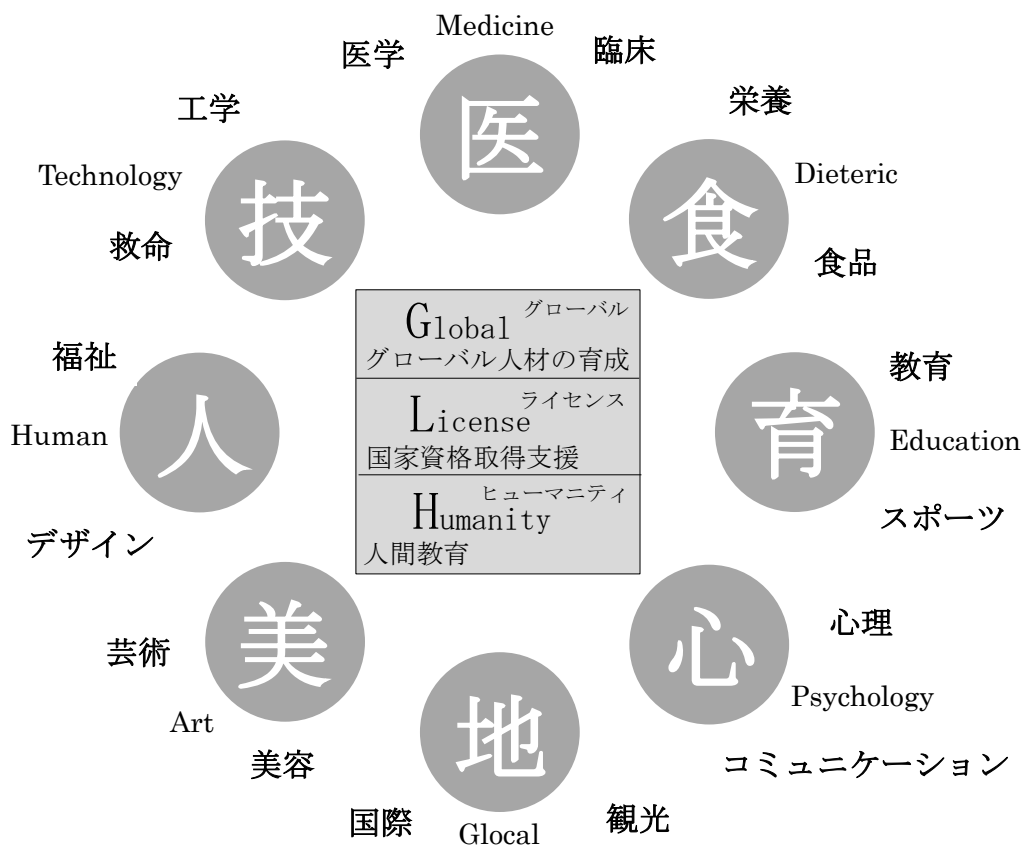 医学
Medicine
臨床
医
工学
Technology
救命
技
栄養
Dieteric
食品
食
福祉
Human
デザイン
人
Global グローバル
グローバル人材の育成
License ライセンス
国家資格取得支援
Humanity ヒューマニティ
人間教育
育
教育
Education
スポーツ
芸術
Art
美容
美
心
心理
Psychology
コミュニケーション
地
国際
Glocal
観光